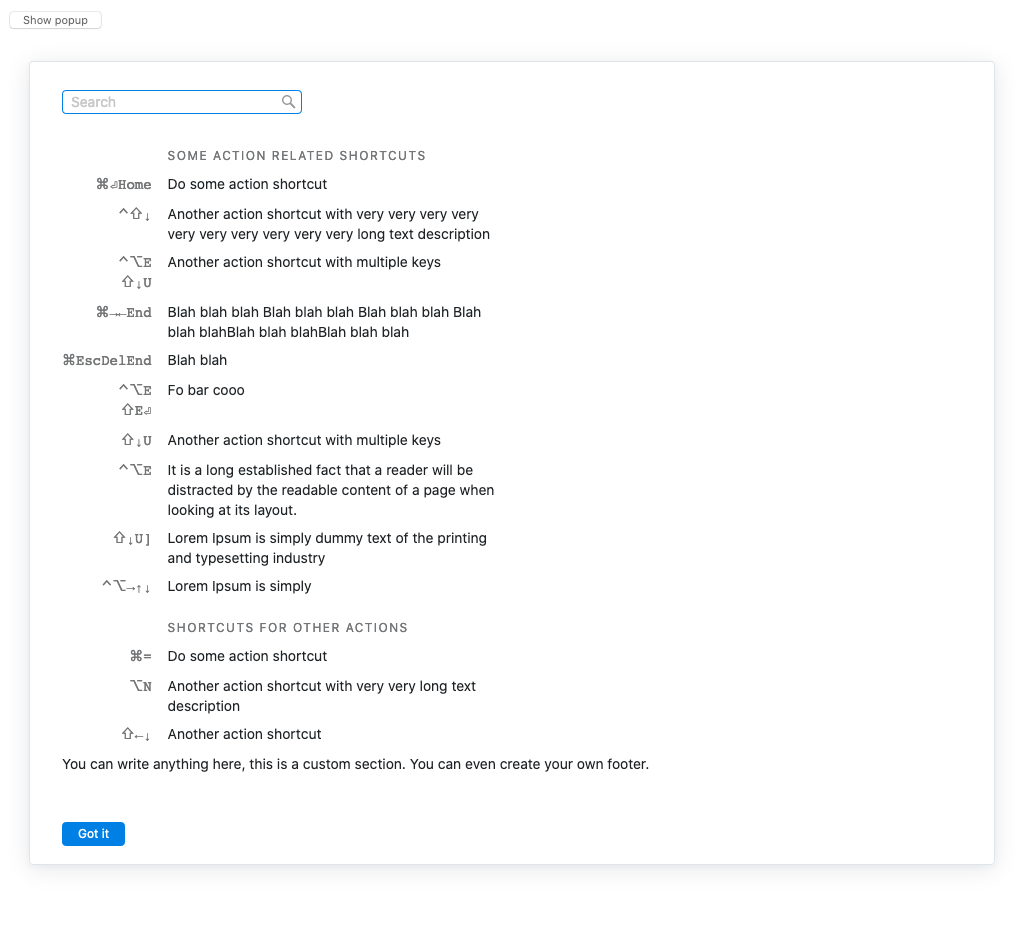 Show popup
Search
SOME ACTION RELATED SHORTCUTS
⌘⏎Home Do some action shortcut
^⇧↓ Another action shortcut with very very very very
very very very very very very long text description
^⌥E Another action shortcut with multiple keys
⇧↓U
⌘→←End Blah blah blah Blah blah blah Blah blah blah Blah
blah blahBlah blah blahBlah blah blah
⌘EscDelEnd Blah blah
^⌥E Fo bar cooo
⇧E⏎
⇧↓U Another action shortcut with multiple keys
^⌥E It is a long established fact that a reader will be
distracted by the readable content of a page when
looking at its layout.
⇧↓U] Lorem Ipsum is simply dummy text of the printing
and typesetting industry
^⌥→↑↓ Lorem Ipsum is simply
SHORTCUTS FOR OTHER ACTIONS
⌘= Do some action shortcut
⌥N Another action shortcut with very very long text
description
⇧←↓ Another action shortcut
You can write anything here, this is a custom section. You can even create your own footer.
Got it